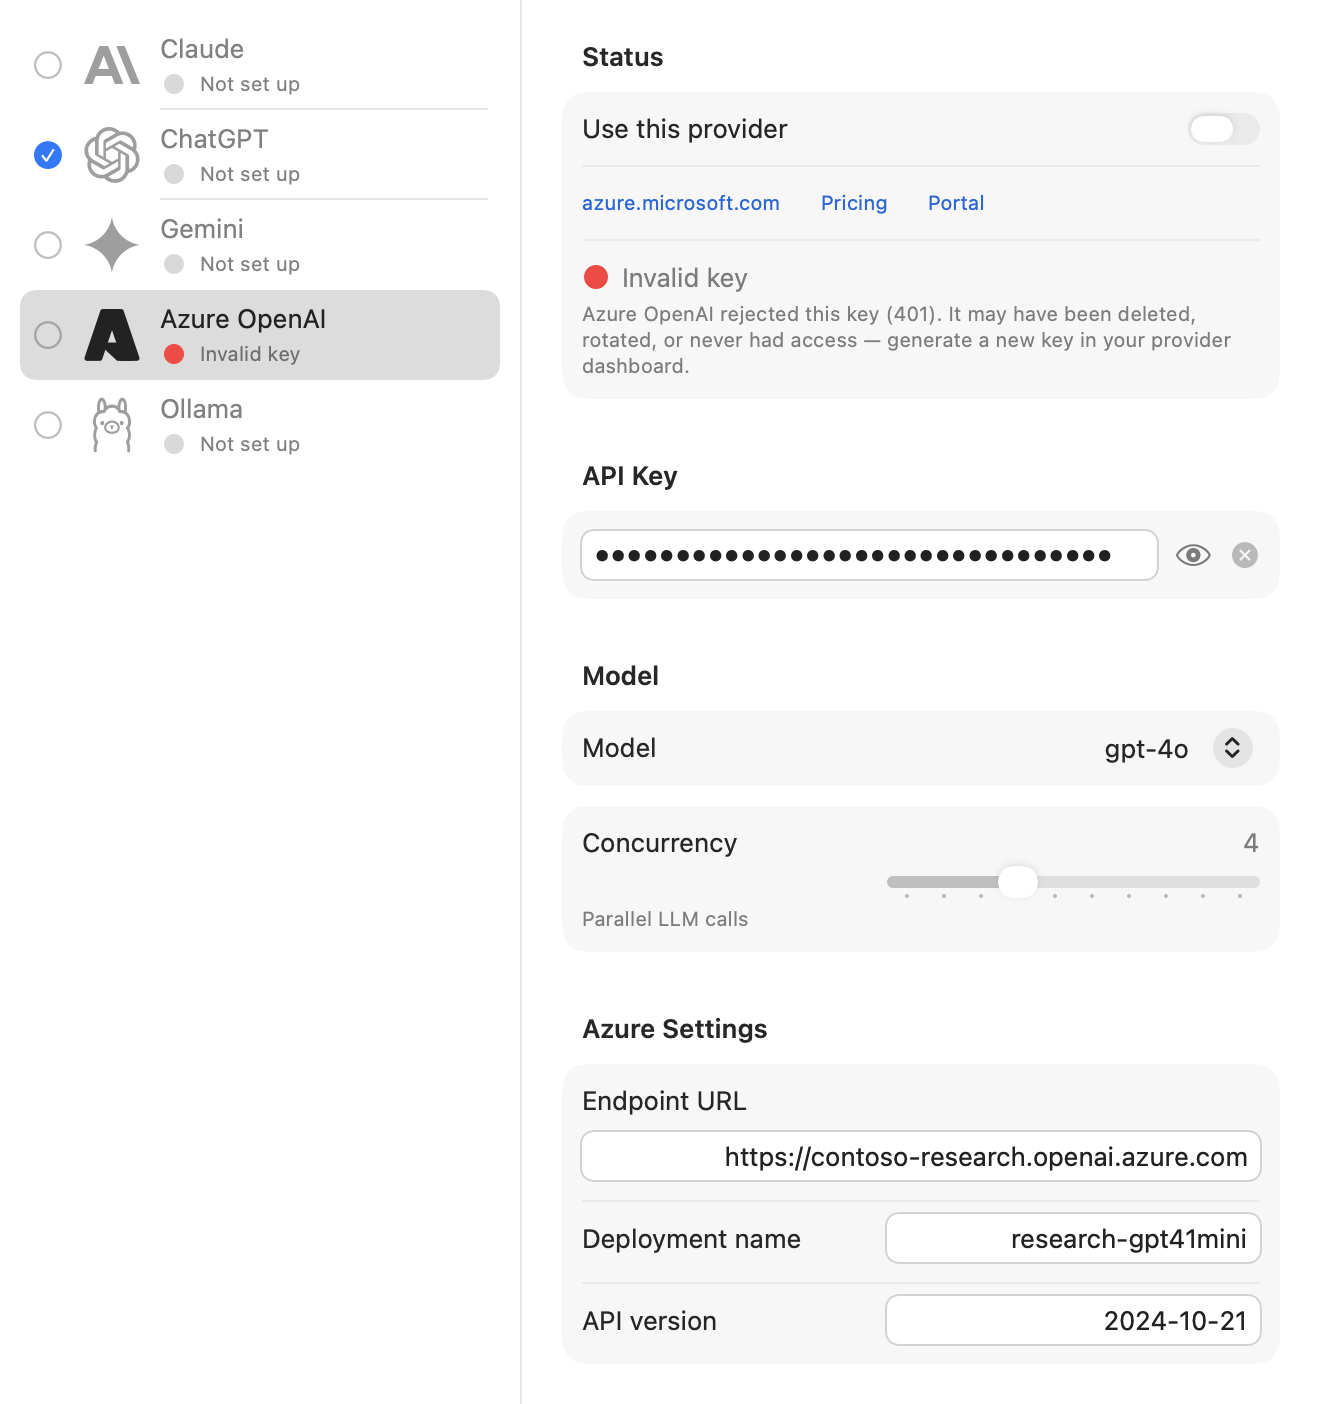 Claude
Not set up
ChatGPT
Not set up
Gemini
Not set up
Azure OpenAI
Invalid key
Ollama
Not set up
Status
Use this provider
azure.microsoft.com Pricing Portal
Invalid key
Azure OpenAI rejected this key (401). It may have been deleted,
rotated, or never had access — generate a new key in your provider
dashboard.
API Key
Model
Model gpt-4o
Concurrency 4
Parallel LLM calls
Azure Settings
Endpoint URL
https://contoso-research.openai.azure.com
Deployment name research-gpt41mini
API version 2024-10-21